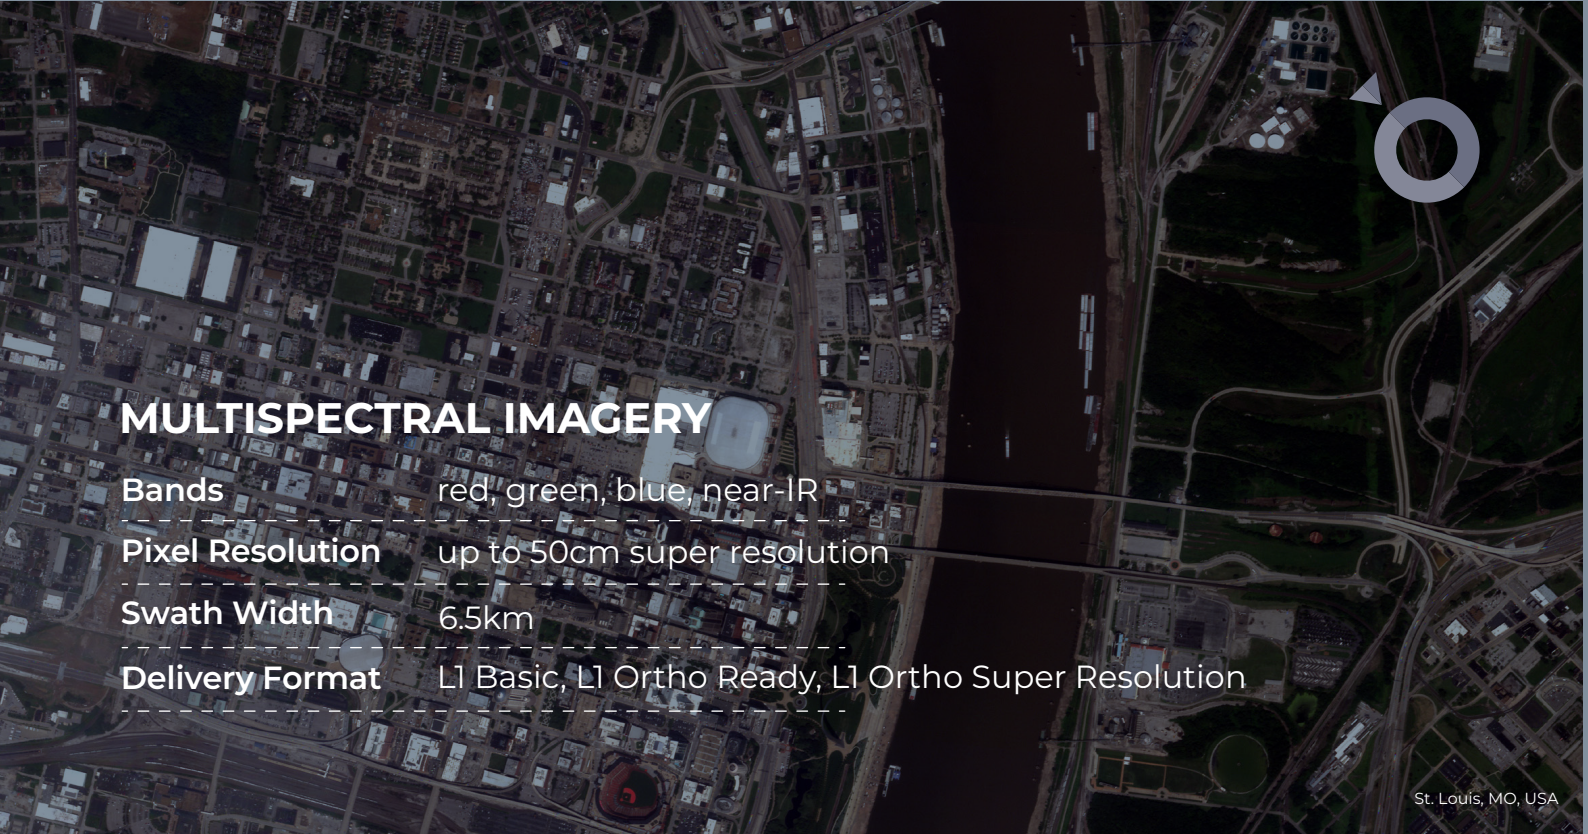 MULTISPECTRAL IMAGERY
Bands red, green, blue, near-IR
Pixel Resolution up to 50cm super resolution
Swath Width 6.5km
Delivery Format L1 Basic, L1 Ortho Ready, L1 Ortho Super Resolution
St. Louis, MO, USA